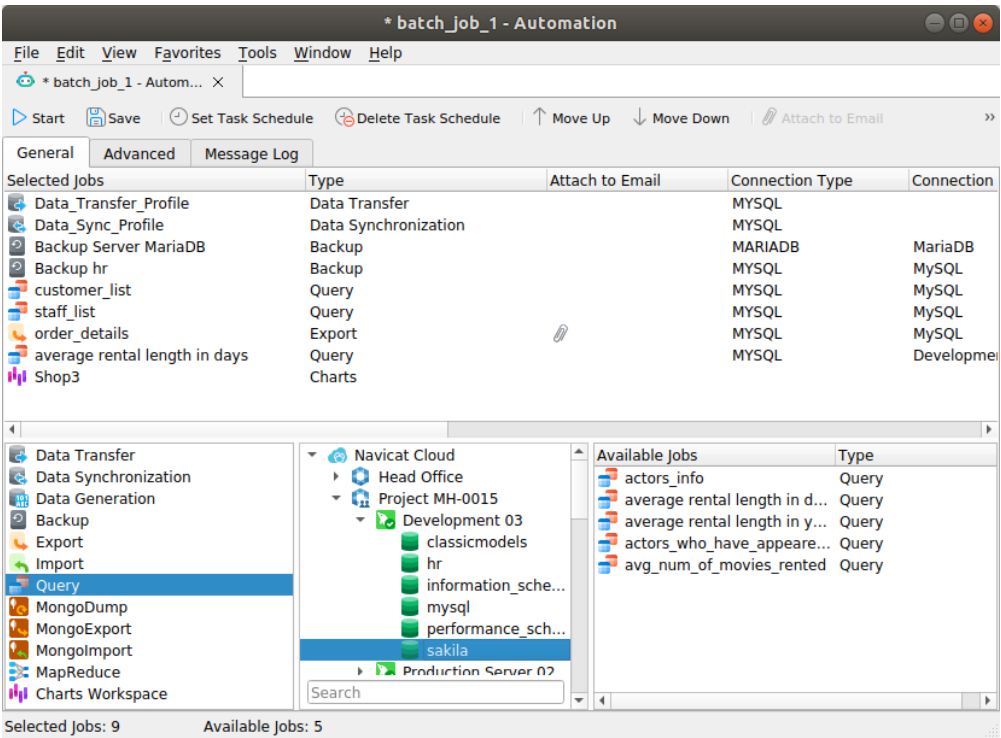 * batch_job_1 - Automation
File Edit View Favorites Tools Window Help
* batch_job_1 - Autom...
Start Save Set Task Schedule Delete Task Schedule Move Up Move Down Attach to Email »
General Advanced Message Log
Selected Jobs Type Attach to Email Connection Type Connection
Data_Transfer_Profile Data Transfer MYSQL
Data_Sync_Profile Data Synchronization MYSQL
Backup Server MariaDB Backup MARIADB MariaDB
Backup hr Backup MYSQL MySQL
customer_list Query MYSQL MySQL
staff_list Query MYSQL MySQL
order_details Export MYSQL MySQL
average rental length in days Query MYSQL Developme
Shop3 Charts
Data Transfer
Data Synchronization
Data Generation
Backup
Export
Import
Query
MongoDump
MongoExport
MongoImport
MapReduce
Charts Workspace
Navicat Cloud
Head Office
Project MH-0015
Development 03
classicmodels
hr
information_sche...
mysql
performance_sch...
sakila
Production Server 02
Search
Available Jobs Type
actors_info Query
average rental length in d... Query
average rental length in y... Query
actors_who_have_appeare... Query
avg_num_of_movies_rented Query
Selected Jobs: 9 Available Jobs: 5